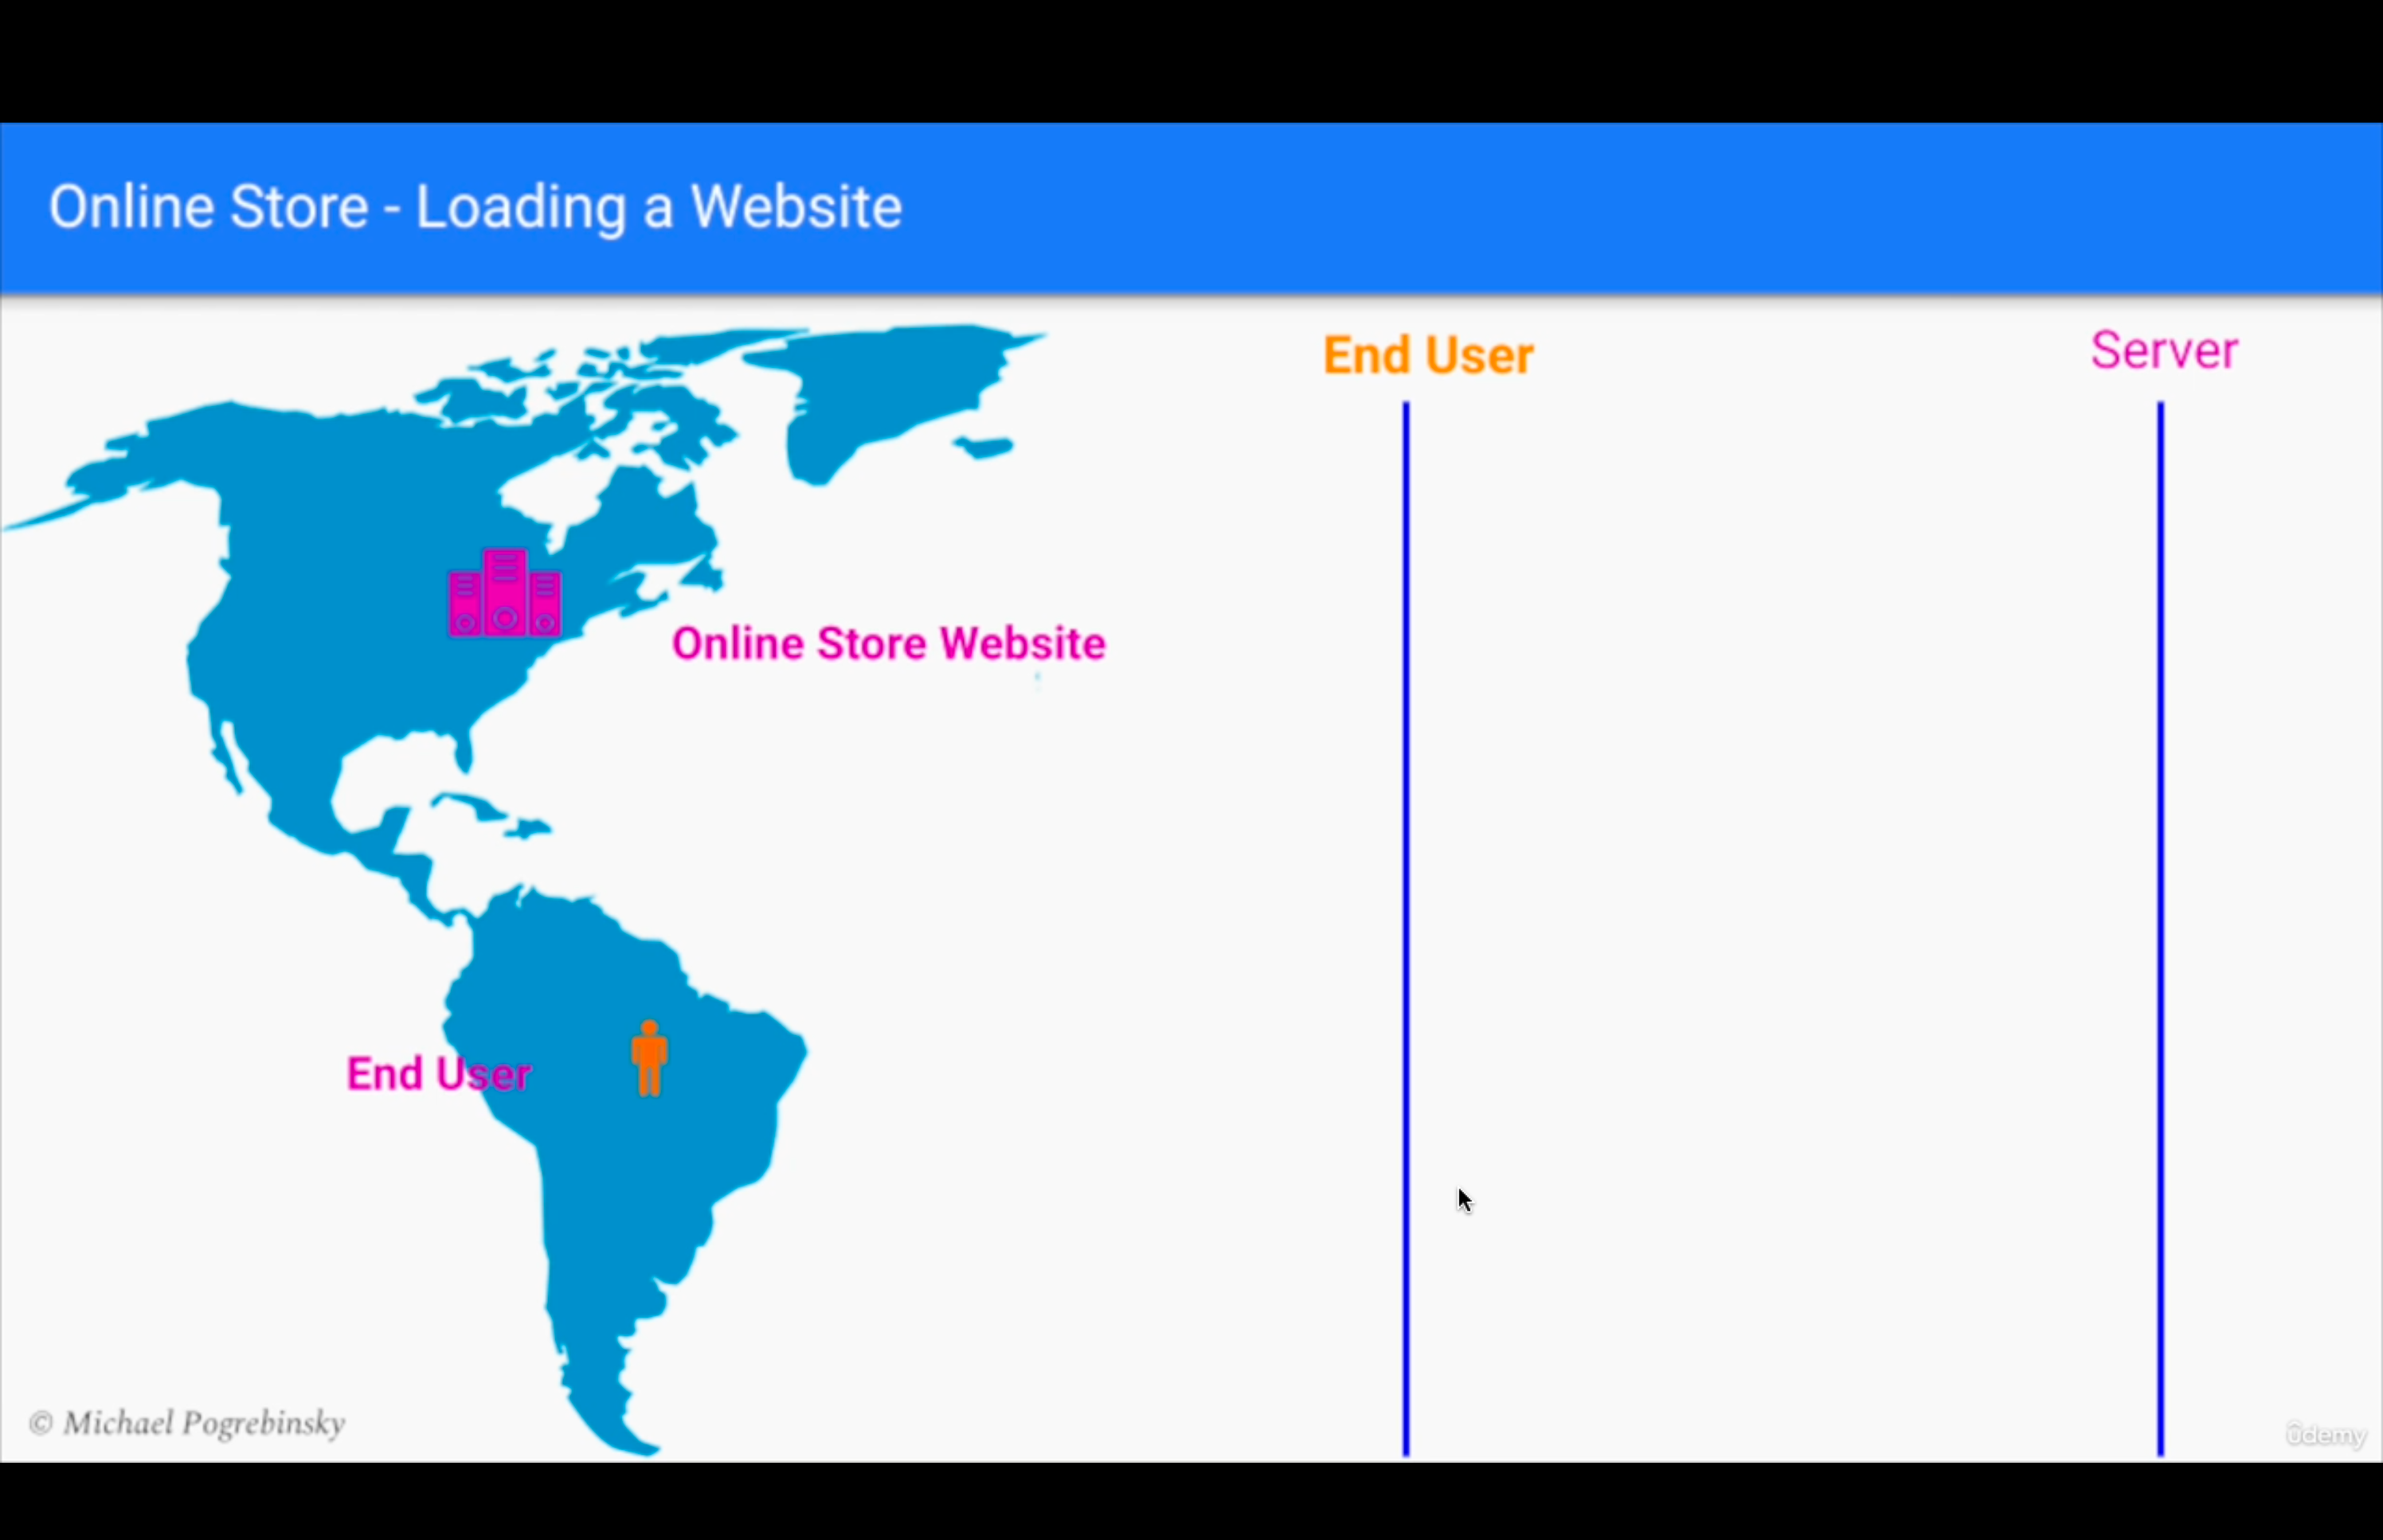 Online Store - Loading a Website
End User
Server
Online Store Website
End User
© Michael Pogrebinsky
ûdemy